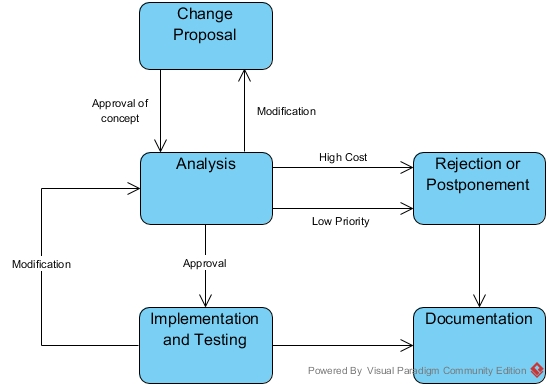 Change
Proposal
Approval of
concept
Modification
Analysis
High Cost
Rejection or
Postponement
Low Priority
Modification
Approval
Implementation
and Testing
Documentation
Powered By Visual Paradigm Community Edition